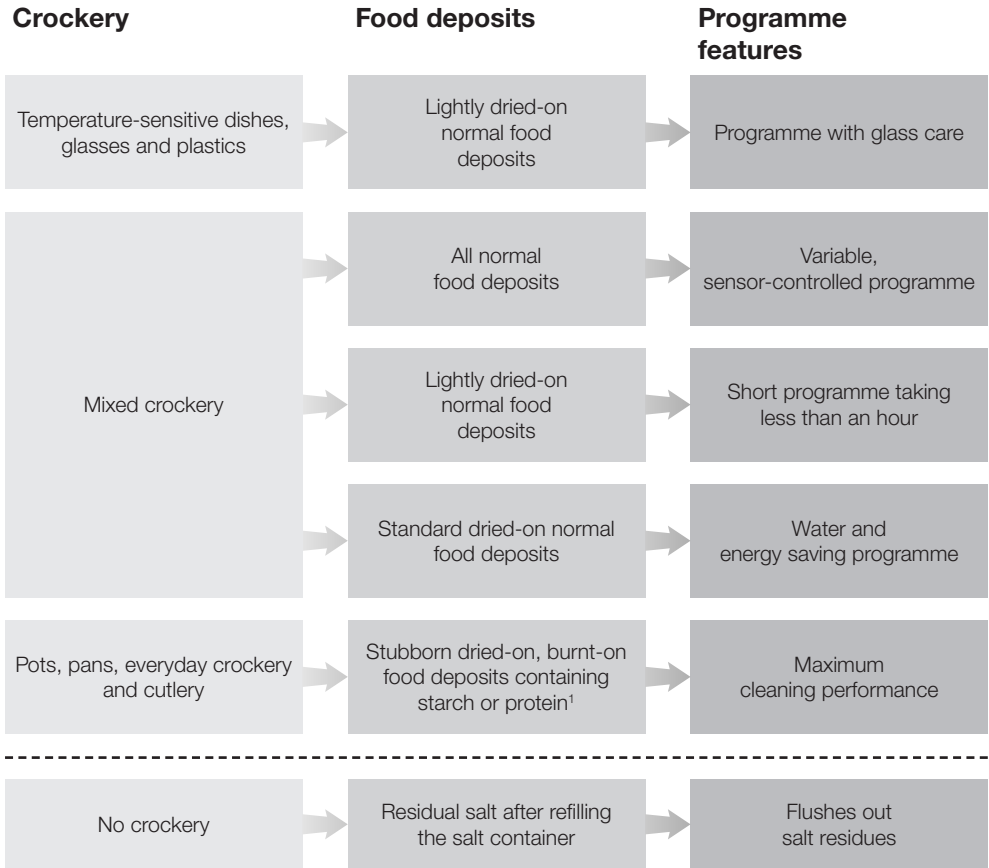 Crockery
Food deposits
Programme
features
Temperature-sensitive dishes,
glasses and plastics
Lightly dried-on
normal food
deposits
Programme with glass care
Mixed crockery
All normal
food deposits
Variable,
sensor-controlled programme
Lightly dried-on
normal food
deposits
Short programme taking
less than an hour
Standard dried-on normal
food deposits
Water and
energy saving programme
Pots, pans, everyday crockery
and cutlery
Stubborn dried-on, burnt-on
food deposits containing
starch or protein¹
Maximum
cleaning performance
No crockery
Residual salt after refilling
the salt container
Flushes out
salt residues